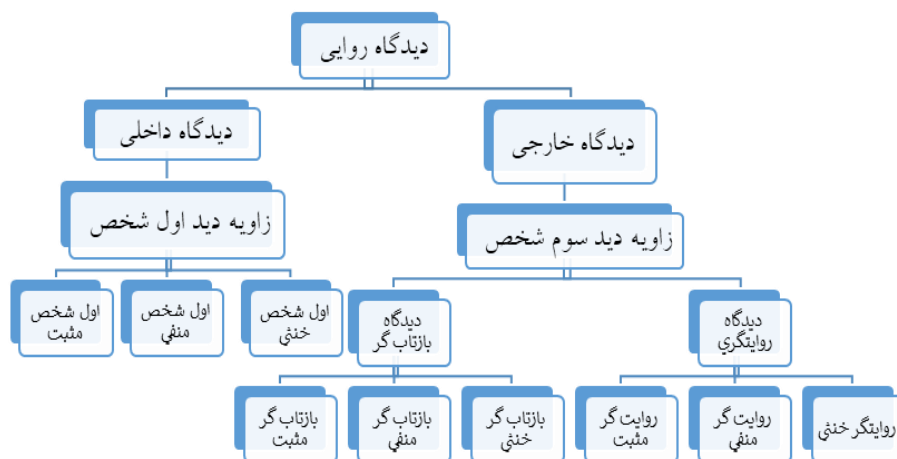 دیدگاه روایی
دیدگاه خارجی
دیدگاه داخلی
زاویه دید سوم شخص
زاویه دید اول شخص
دیدگاه
روایتگري
دیدگاه
بازتاب گر
اول شخص
خنثي
اول شخص
منفي
اول شخص
مثبت
روایتگر خنثي
روایت گر
منفي
روایت گر
مثبت
بازتاب گر
خنثي
بازتاب گر
منفي
بازتاب گر
مثبت